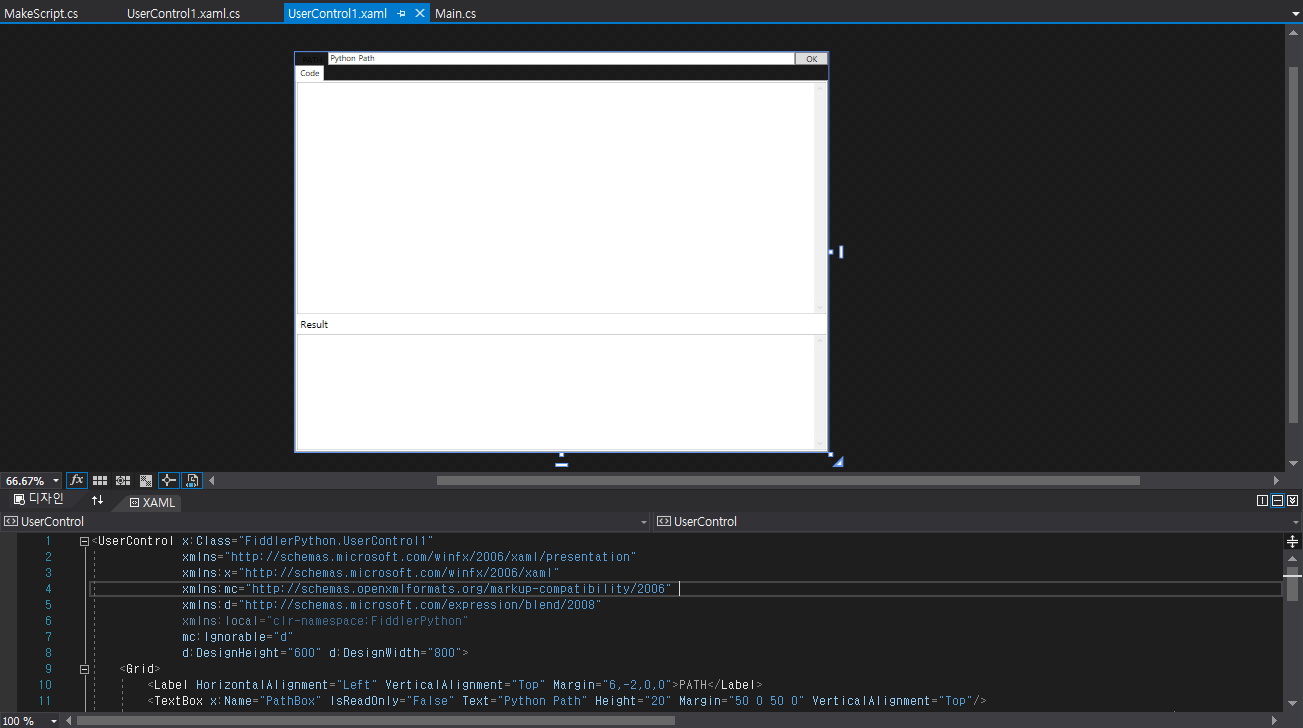 MakeScript.cs UserControl1.xaml.cs UserControl1.xaml Main.cs
PATH Python Path OK
Code
Result
66.67% fx
디자인 XAML
UserControl UserControl
1 <UserControl x:Class="FiddlerPython.UserControl1"
2 xmlns="http://schemas.microsoft.com/winfx/2006/xaml/presentation"
3 xmlns:x="http://schemas.microsoft.com/winfx/2006/xaml"
4 xmlns:mc="http://schemas.openxmlformats.org/markup-compatibility/2006"
5 xmlns:d="http://schemas.microsoft.com/expression/blend/2008"
6 xmlns:local="clr-namespace:FiddlerPython"
7 mc:Ignorable="d"
8 d:DesignHeight="600" d:DesignWidth="800">
9 <Grid>
10 <Label HorizontalAlignment="Left" VerticalAlignment="Top" Margin="6,-2,0,0">PATH</Label>
11 <TextBox x:Name="PathBox" IsReadOnly="False" Text="Python Path" Height="20" Margin="50 0 50 0" VerticalAlignment="Top"/>
100 %